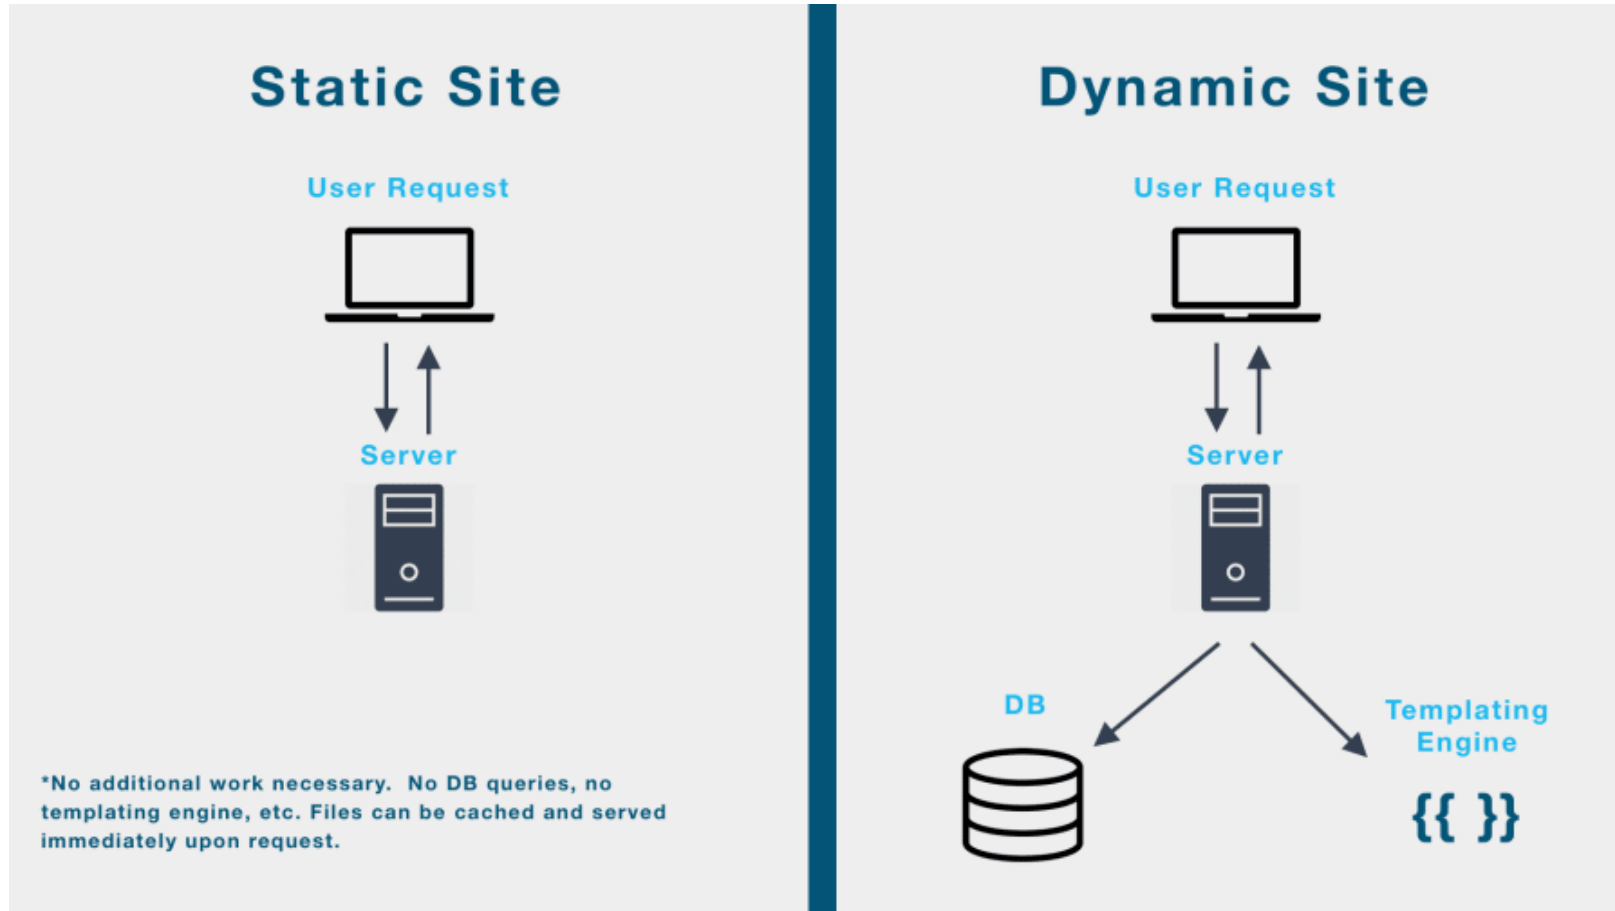 Static Site
User Request
Server
*No additional work necessary.  No DB queries, no
templating engine, etc. Files can be cached and served
immediately upon request.
Dynamic Site
User Request
Server
DB
Templating
Engine
{{ }}